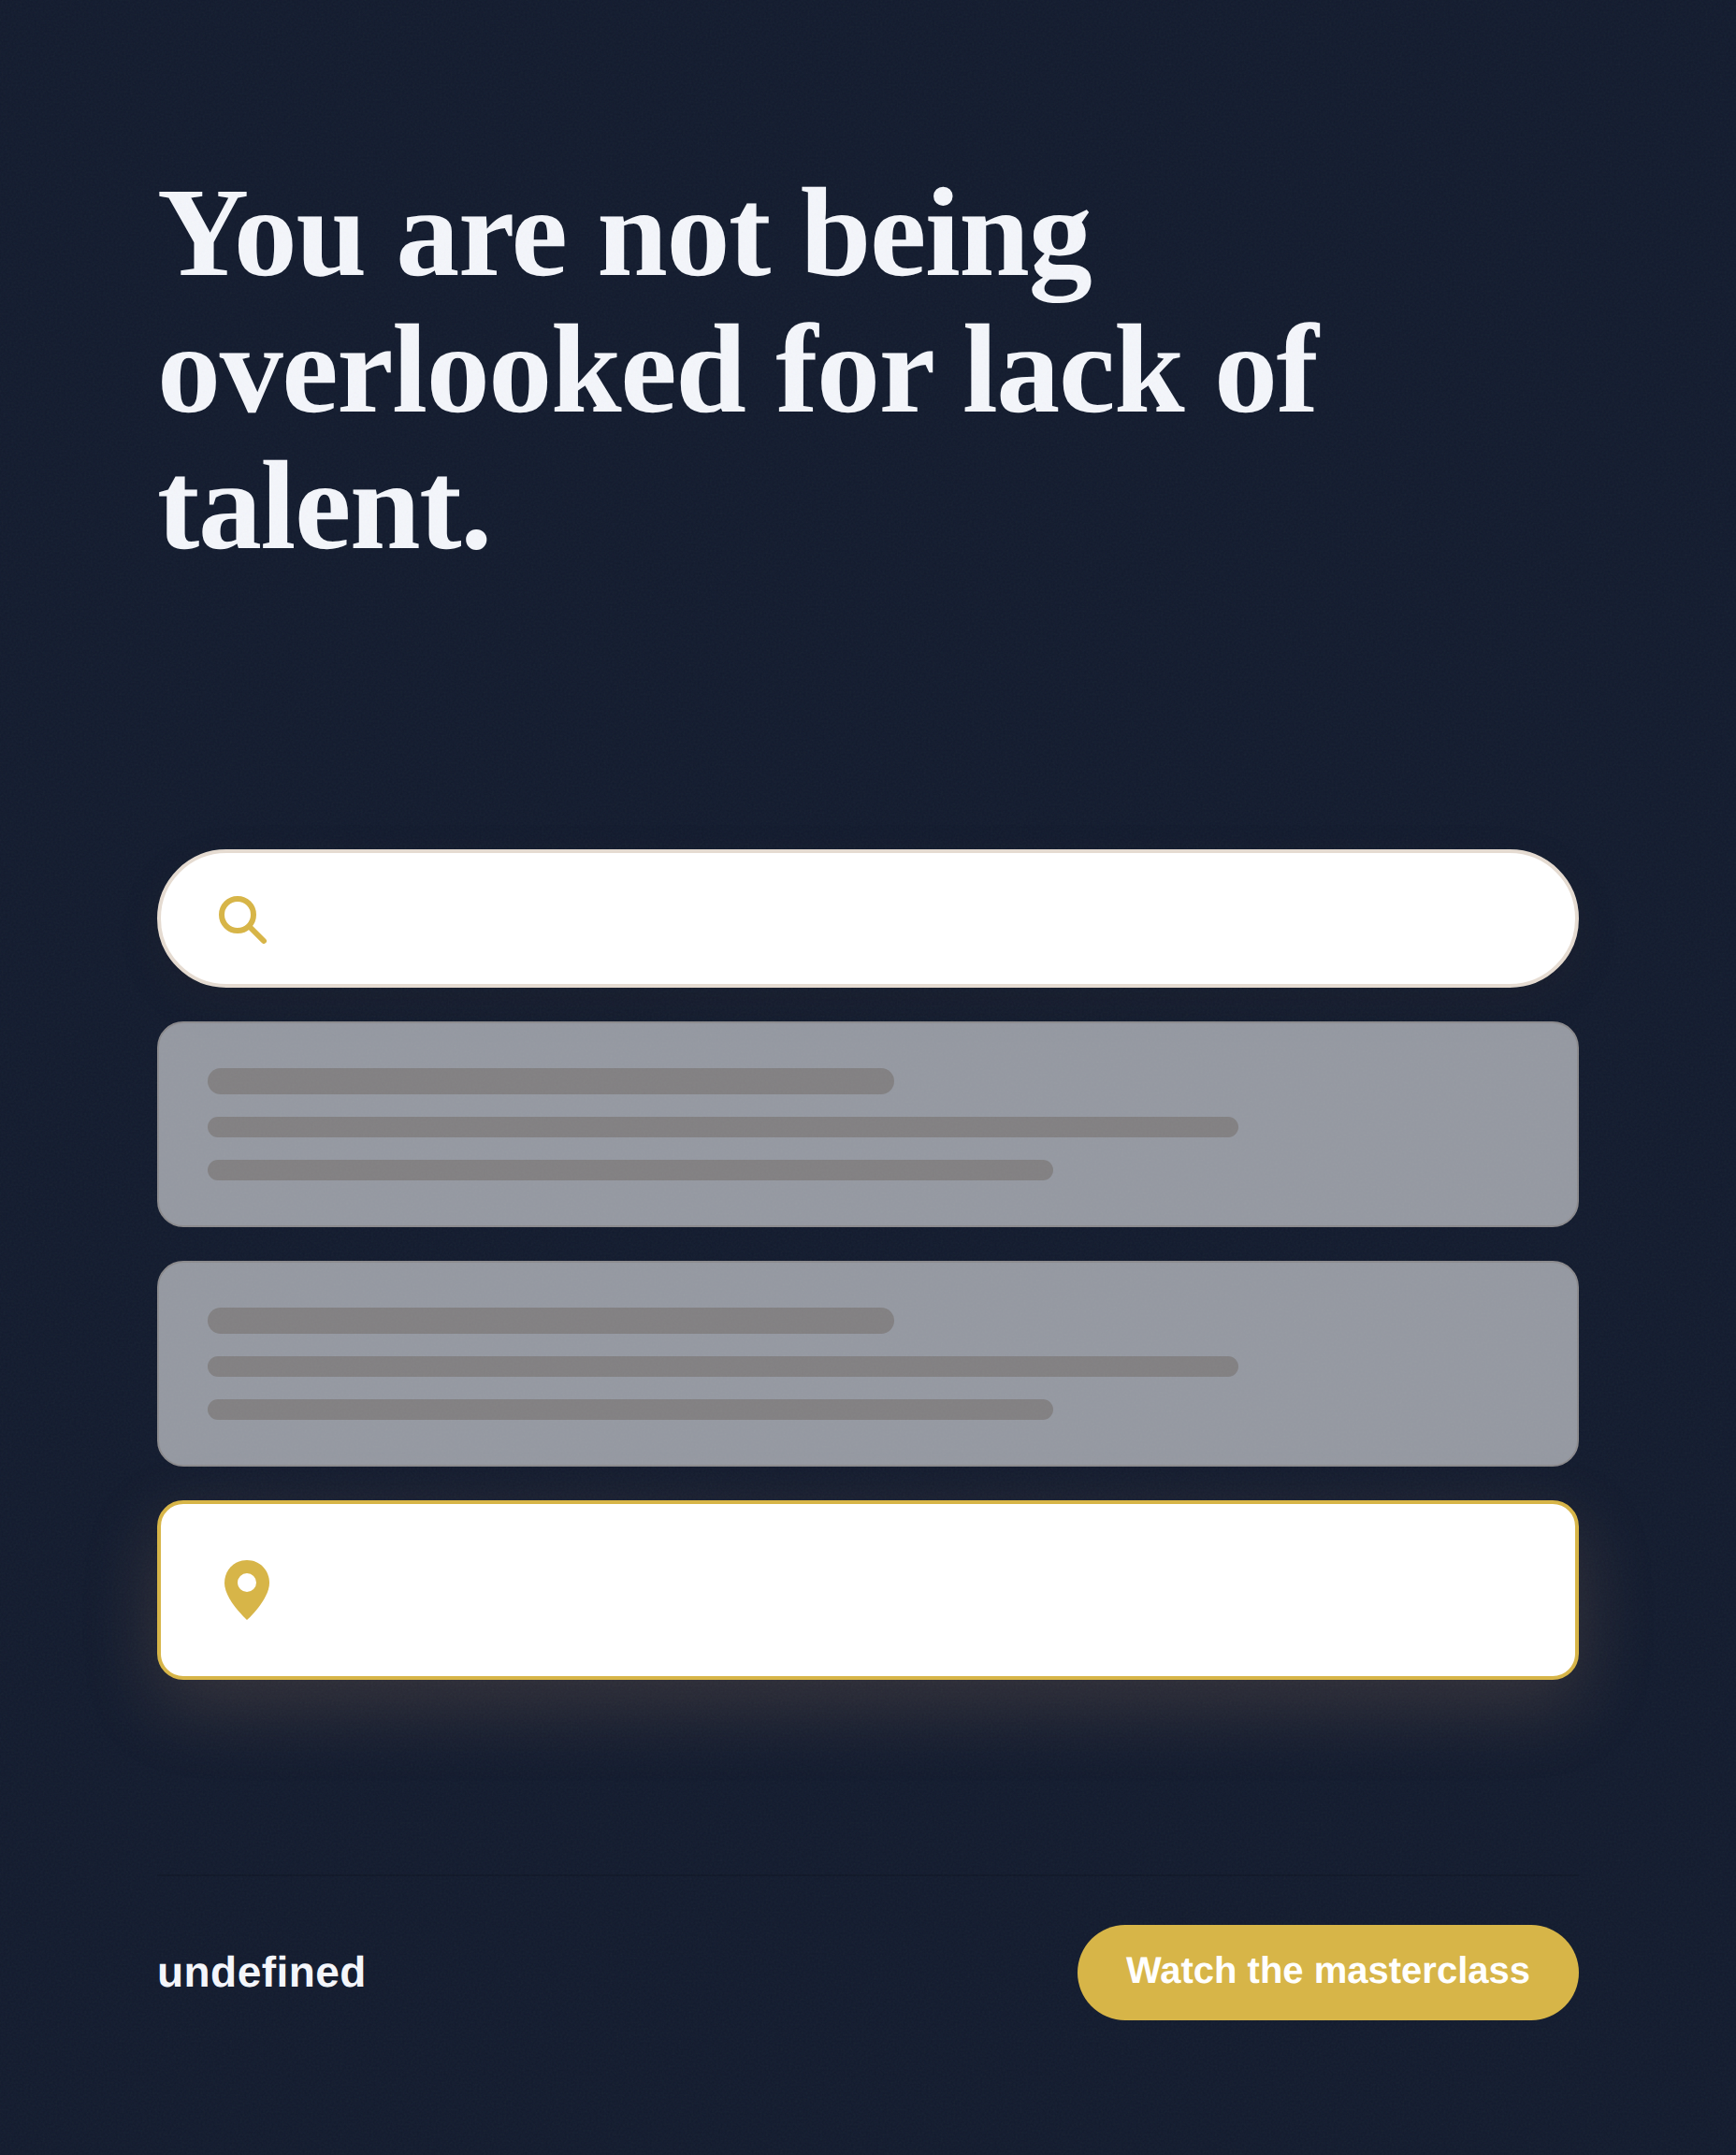 You are not being
overlooked for lack of
talent.
undefined
Watch the masterclass